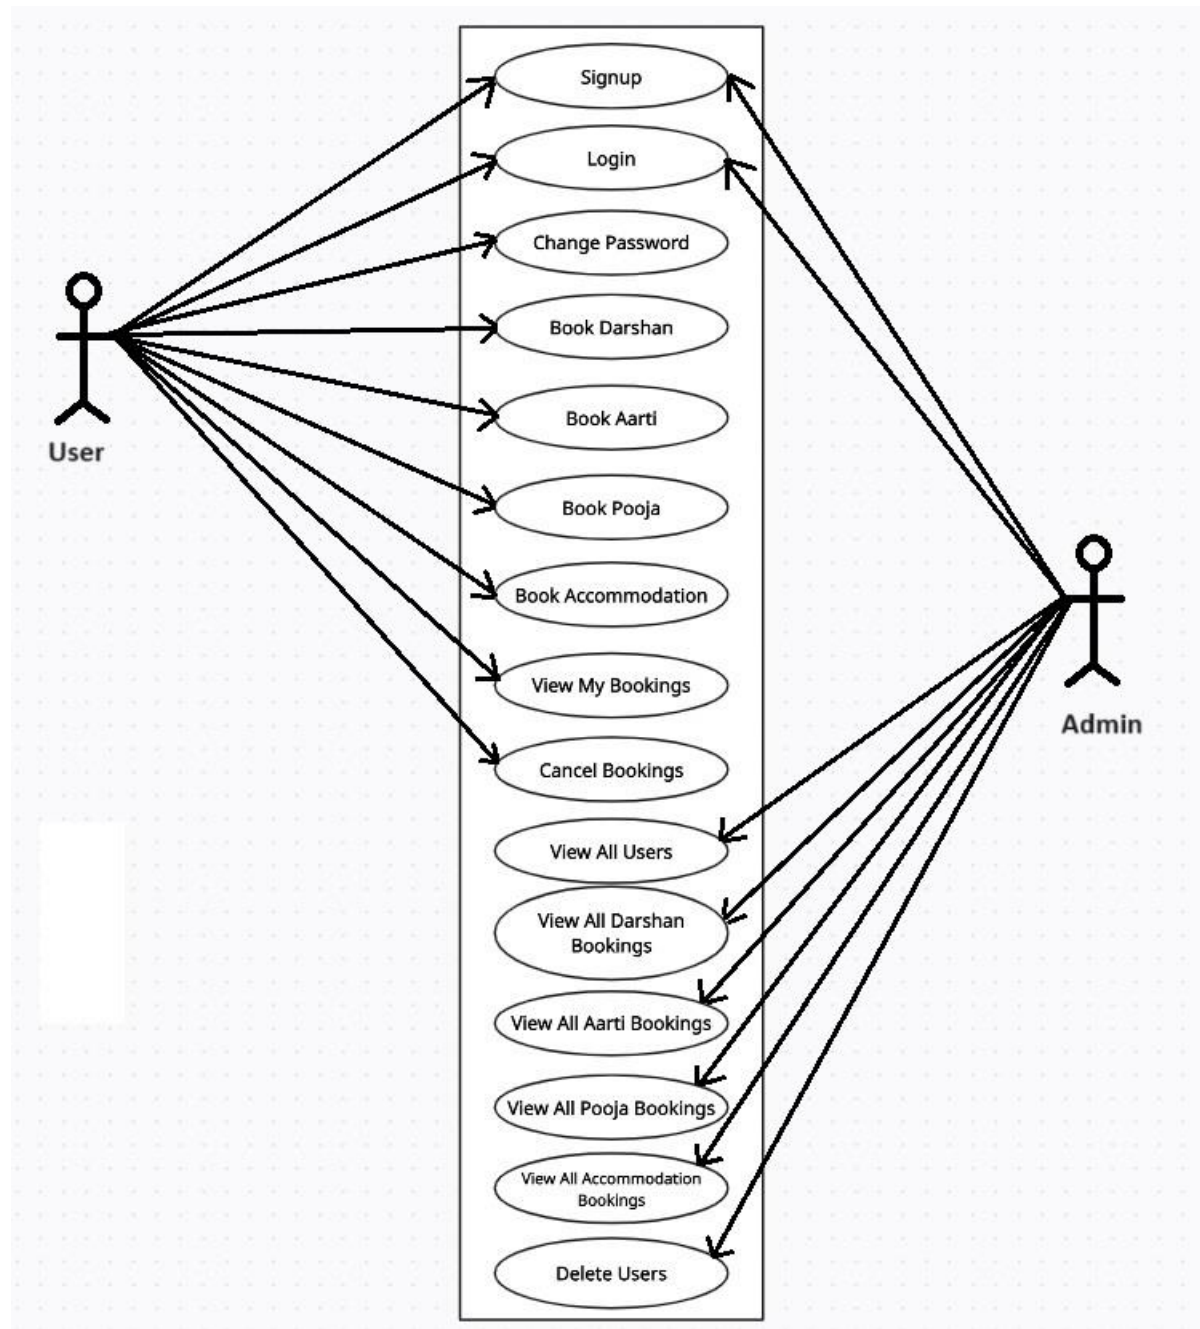 Signup
Login
Change Password
Book Darshan
User
Book Aarti
Book Pooja
Book Accommodation
View My Bookings
Admin
Cancel Bookings
View All Users
View All Darshan
Bookings
View All Aarti Bookings
View All Pooja Bookings
View All Accommodation
Bookings
Delete Users